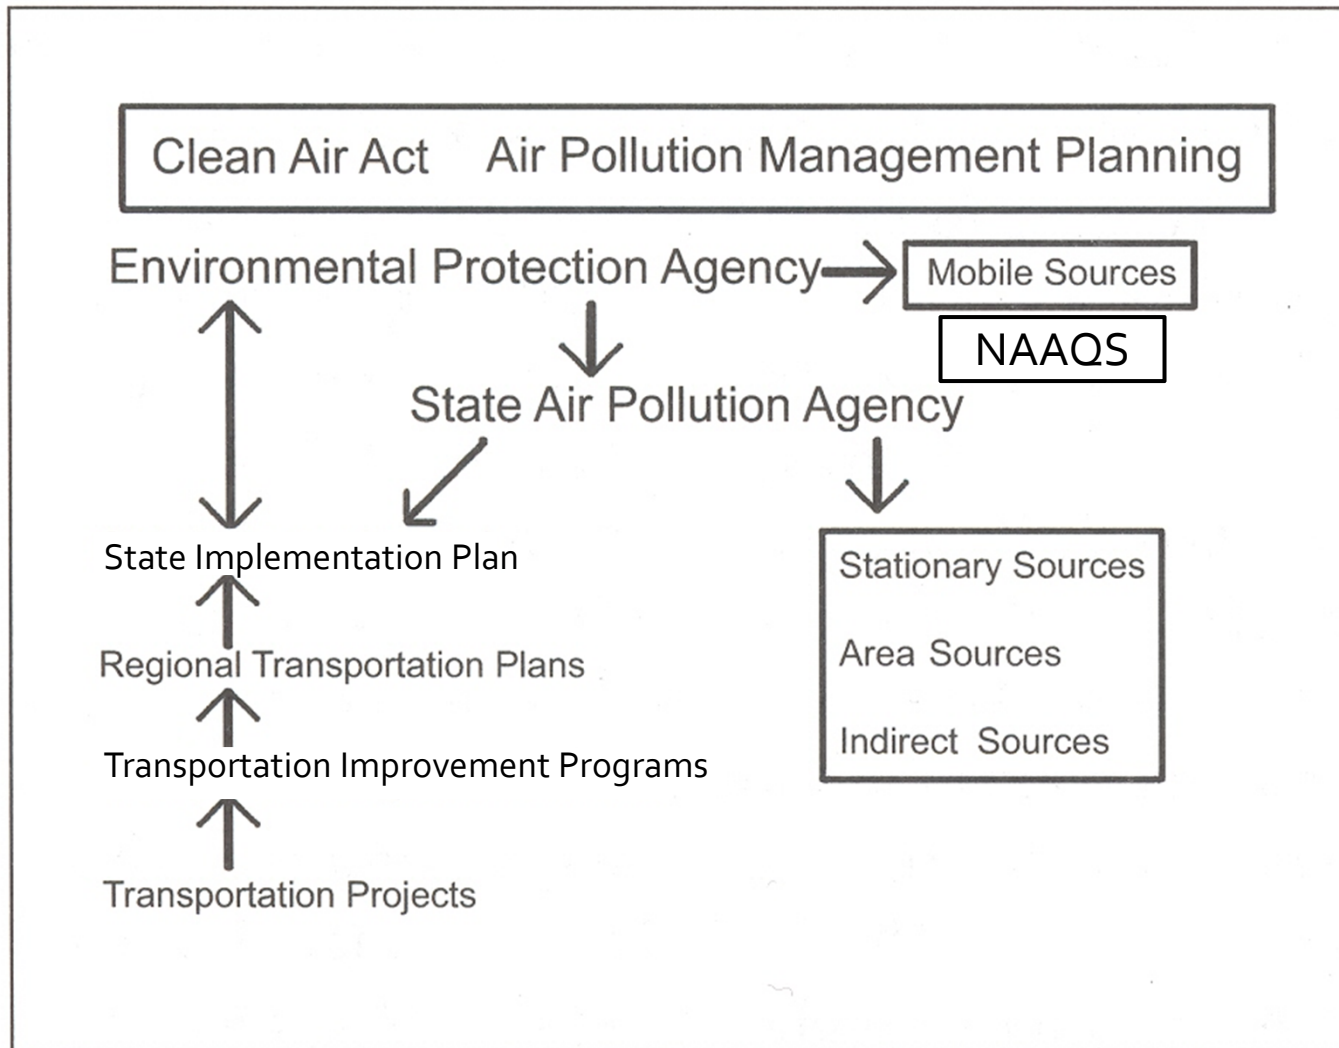 Clean Air Act Air Pollution Management Planning
Environmental Protection Agency
Mobile Sources
NAAQS
State Air Pollution Agency
State Implementation Plan
Stationary Sources
Regional Transportation Plans
Area Sources
Transportation Improvement Programs
Indirect Sources
Transportation Projects